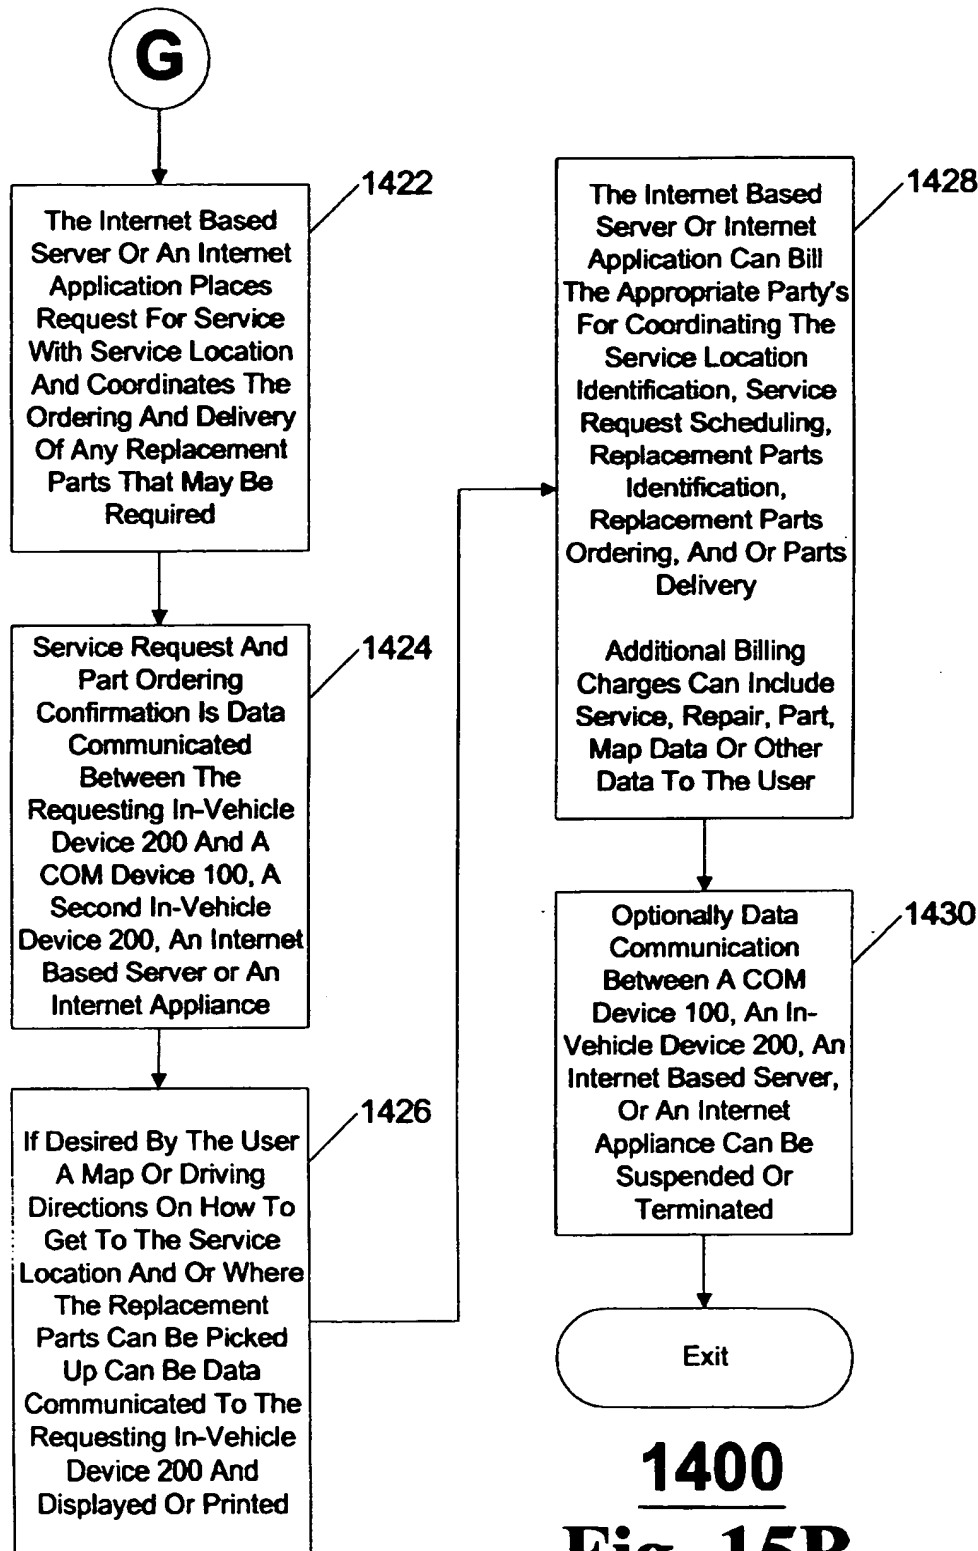 G
1422
The Internet Based
Server Or An Internet
Application Places
Request For Service
With Service Location
And Coordinates The
Ordering And Delivery
Of Any Replacement
Parts That May Be
Required
1424
Service Request And
Part Ordering
Confirmation Is Data
Communicated
Between The
Requesting In-Vehicle
Device 200 And A
COM Device 100, A
Second In-Vehicle
Device 200, An Internet
Based Server or An
Internet Appliance
1426
If Desired By The User
A Map Or Driving
Directions On How To
Get To The Service
Location And Or Where
The Replacement
Parts Can Be Picked
Up Can Be Data
Communicated To The
Requesting In-Vehicle
Device 200 And
Displayed Or Printed
1428
The Internet Based
Server Or Internet
Application Can Bill
The Appropriate Party's
For Coordinating The
Service Location
Identification, Service
Request Scheduling,
Replacement Parts
Identification,
Replacement Parts
Ordering, And Or Parts
Delivery
Additional Billing
Charges Can Include
Service, Repair, Part,
Map Data Or Other
Data To The User
1430
Optionally Data
Communication
Between A COM
Device 100, An In-
Vehicle Device 200, An
Internet Based Server,
Or An Internet
Appliance Can Be
Suspended Or
Terminated
Exit
1400
Fig. 15B